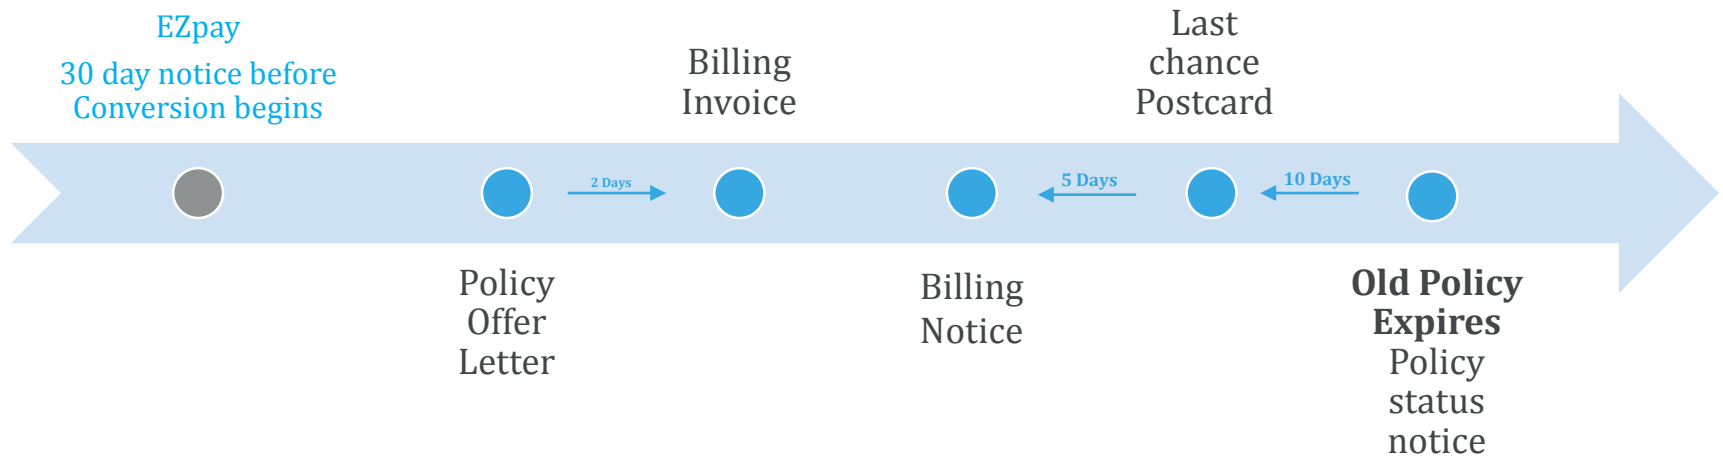 EZpay
30 day notice before
Conversion begins
Billing
Invoice
Last
chance
Postcard
2 Days
5 Days
10 Days
Policy
Offer
Letter
Billing
Notice
Old Policy
Expires
Policy
status
notice